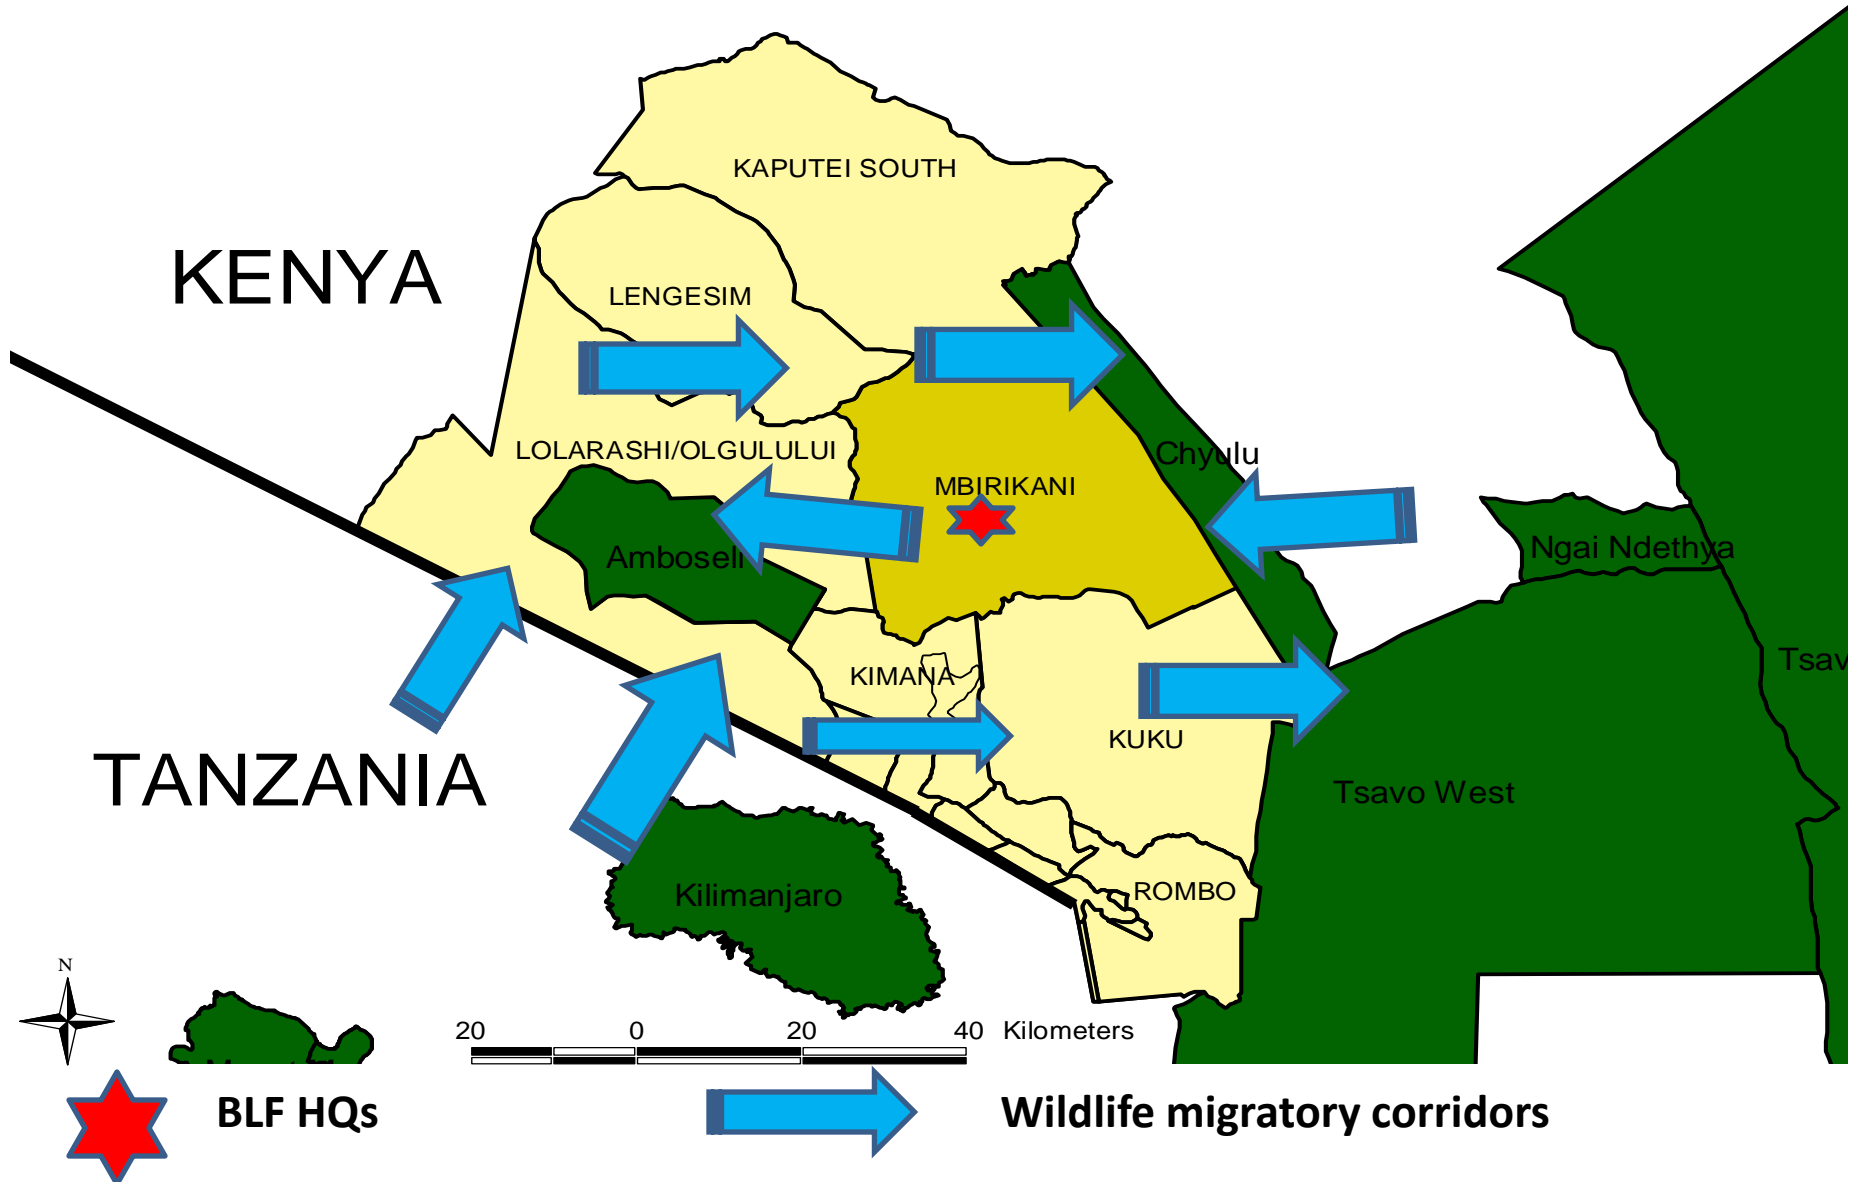 KAPUTEI SOUTH
KENYA
LENGESIM
LOLARASHI/OLGULULUI
Chyulu
MBIRIKANI
Amboseli
Ngai Ndethya
KIMANA
Tsav
KUKU
TANZANIA
Tsavo West
Kilimanjaro
ROMBO
N
20 0 20 40 Kilometers
BLF HQs
Wildlife migratory corridors